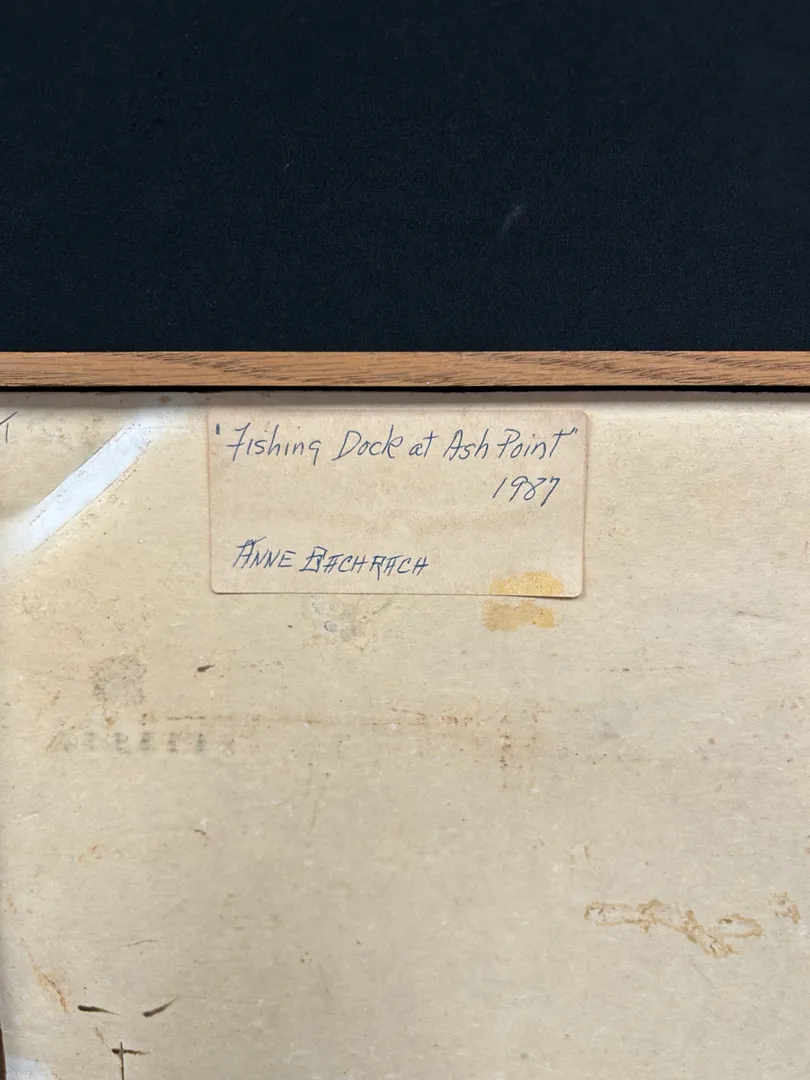 "Fishing Dock at Ash Point"
1987
ANNE BACHRACH